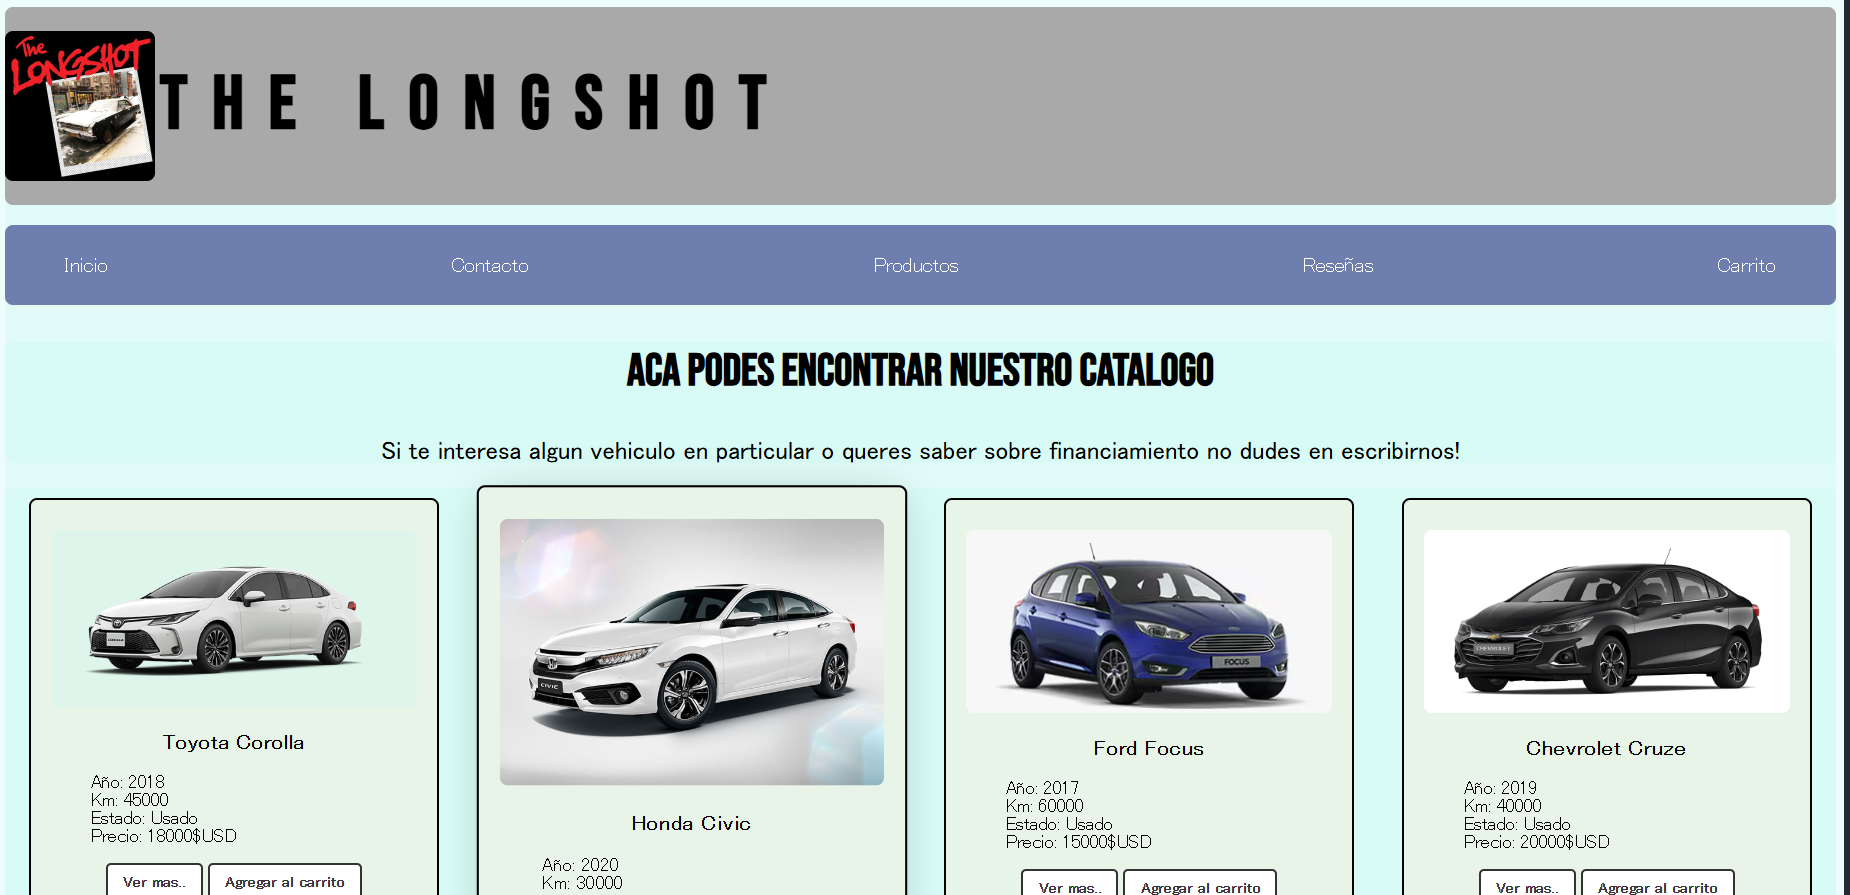 The
LONGSHOT
THE LONGSHOT
Inicio
Contacto
Productos
Reseñas
Carrito
ACA PODES ENCONTRAR NUESTRO CATALOGO
Si te interesa algun vehiculo en particular o queres saber sobre financiamiento no dudes en escribirnos!
COROLLA
Toyota Corolla
Año: 2018
Km: 45000
Estado: Usado
Precio: 18000$USD
Ver mas..
Agregar al carrito
CIVIC
Honda Civic
Año: 2020
Km: 30000
FOCUS
Ford Focus
Año: 2017
Km: 60000
Estado: Usado
Precio: 15000$USD
Ver mas..
Agregar al carrito
CHEVROLET
Chevrolet Cruze
Año: 2019
Km: 40000
Estado: Usado
Precio: 20000$USD
Ver mas..
Agregar al carrito